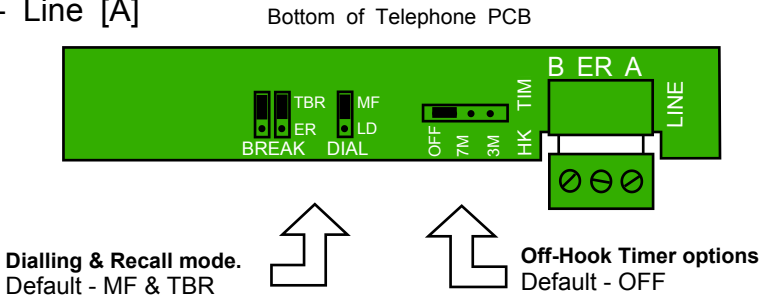 - Line [A]
Bottom of Telephone PCB
B ER A
TBR MF
ER LD
BREAK DIAL
OFF 7M 3M
HK TIM
LINE
Dialling & Recall mode.
Default - MF & TBR
Off-Hook Timer options
Default - OFF